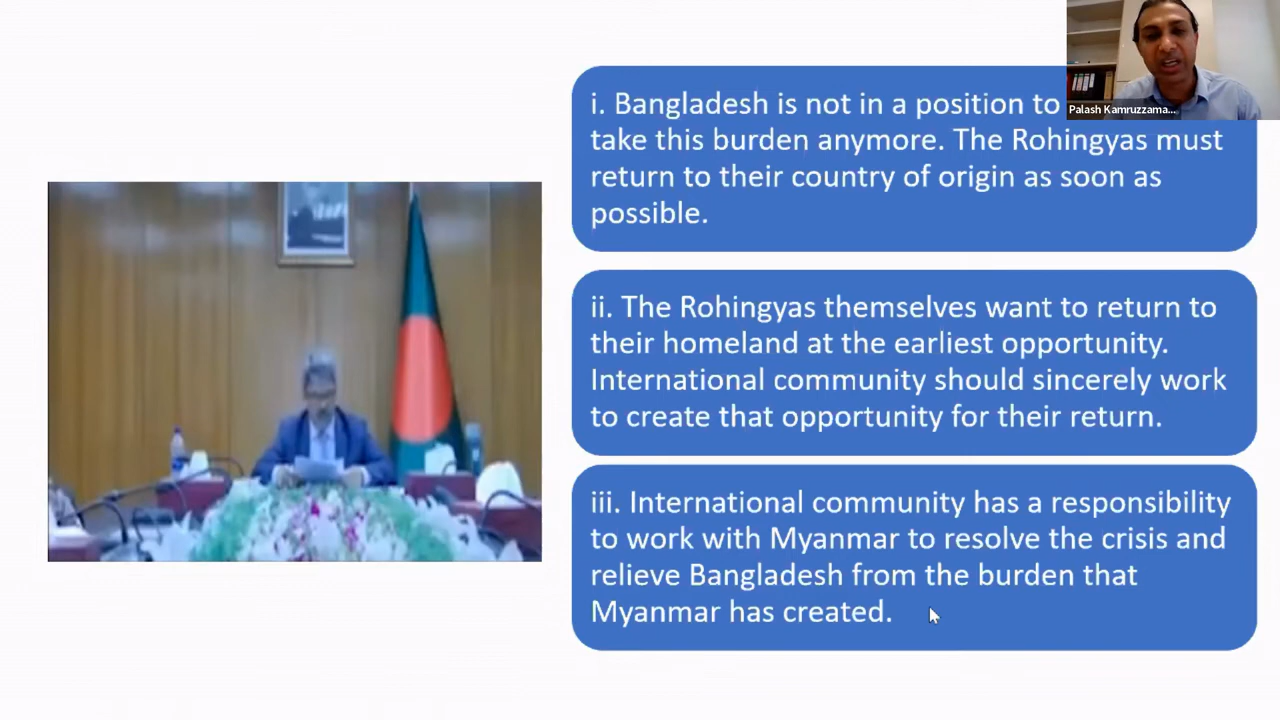 i. Bangladesh is not in a position to
take this burden anymore. The Rohingyas must
return to their country of origin as soon as
possible.
Palash Kamruzzama...
ii. The Rohingyas themselves want to return to
their homeland at the earliest opportunity.
International community should sincerely work
to create that opportunity for their return.
iii. International community has a responsibility
to work with Myanmar to resolve the crisis and
relieve Bangladesh from the burden that
Myanmar has created.